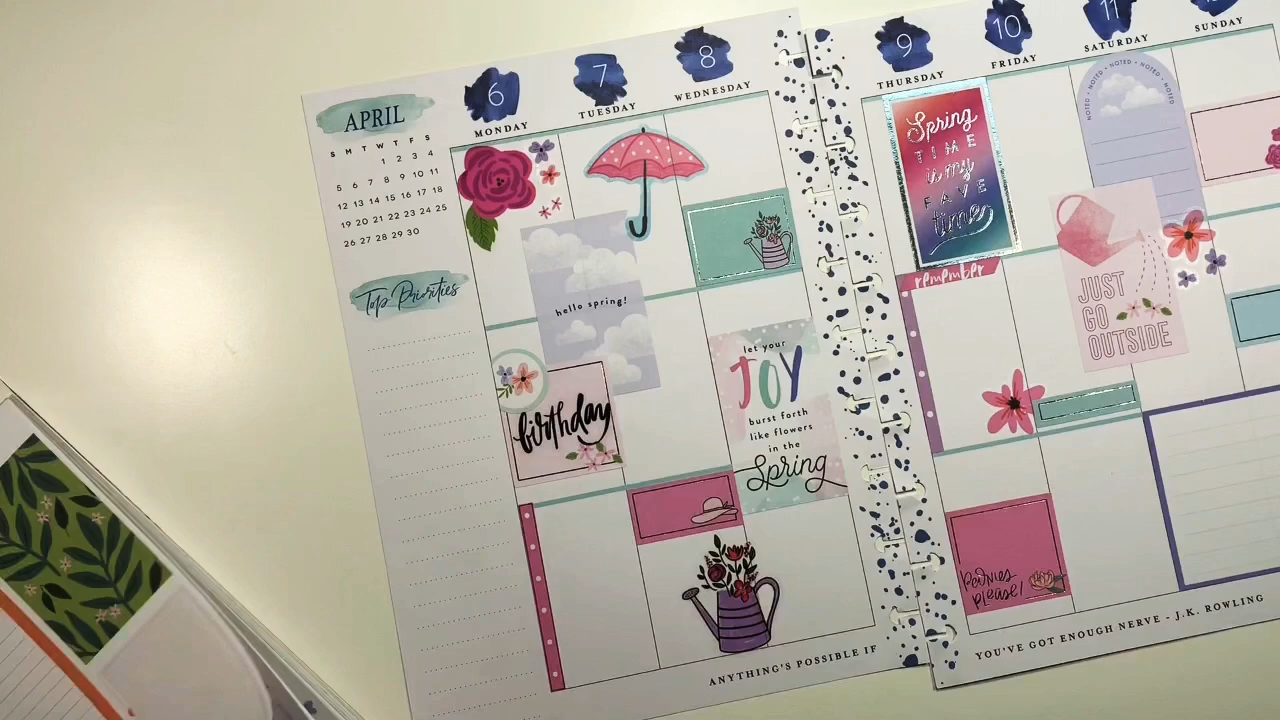 APRIL
S M T W T F S
1 2 3 4
5 6 7 8 9 10 11
12 13 14 15 16 17 18
19 20 21 22 23 24 25
26 27 28 29 30
Top Priorities
6
MONDAY
7
TUESDAY
8
WEDNESDAY
hello spring!
birthday
let your
JOY
burst forth
like flowers
in the
Spring
ANYTHING'S POSSIBLE IF
9
THURSDAY
10
FRIDAY
11
SATURDAY
SUNDAY
Spring
TIME
is my
FAVE
time
remember
NOTED • NOTED • NOTED • NOTED • NOTED
JUST
GO
OUTSIDE
Peonies
please!
YOU'VE GOT ENOUGH NERVE - J.K. ROWLING